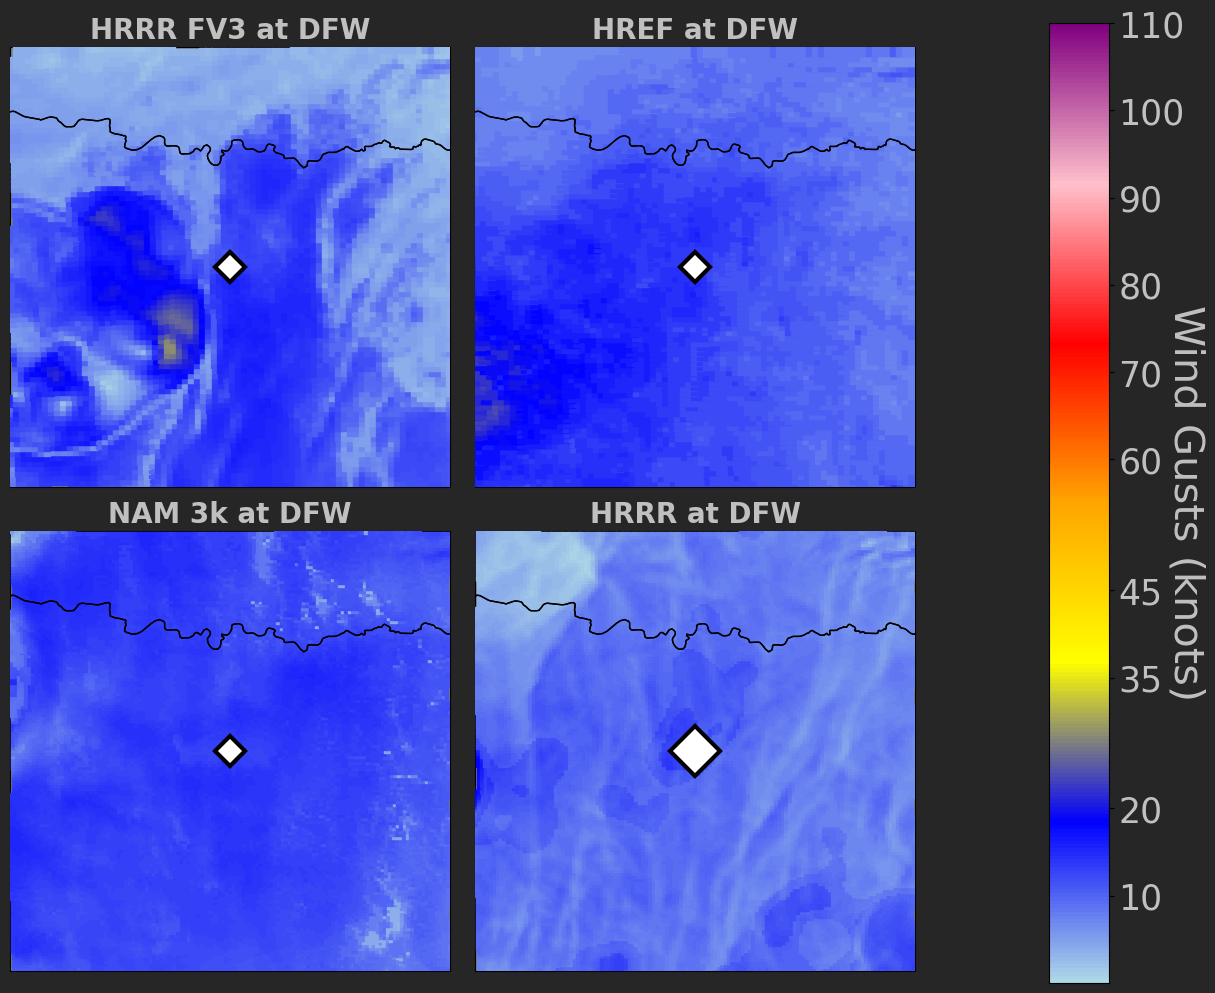 HRRR FV3 at DFW
HREF at DFW
NAM 3k at DFW
HRRR at DFW
110
100
90
80
70
60
45
35
20
10
Wind Gusts (knots)